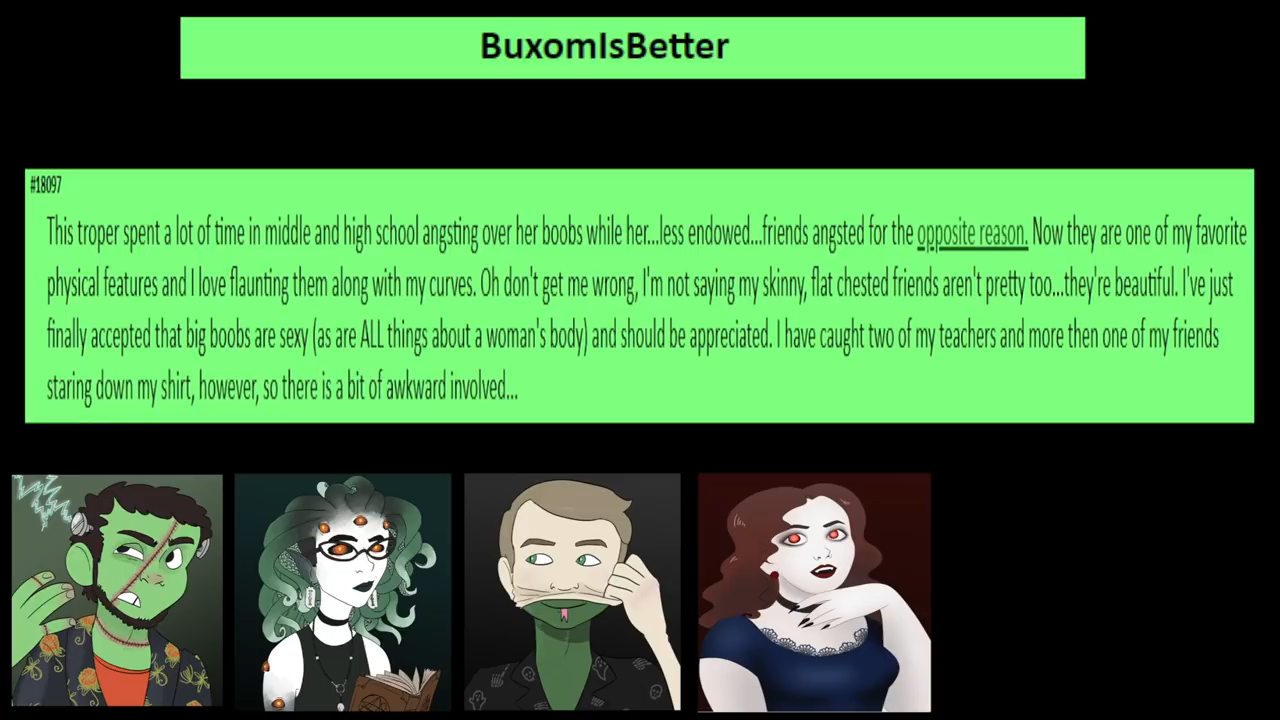 BuxomIsBetter
#18097
This troper spent a lot of time in middle and high school angsting over her boobs while her...less endowed...friends angsted for the opposite reason. Now they are one of my favorite
physical features and I love flaunting them along with my curves. Oh don't get me wrong, I'm not saying my skinny, flat chested friends aren't pretty too...they're beautiful. I've just
finally accepted that big boobs are sexy (as are ALL things about a woman's body) and should be appreciated. I have caught two of my teachers and more then one of my friends
staring down my shirt, however, so there is a bit of awkward involved...